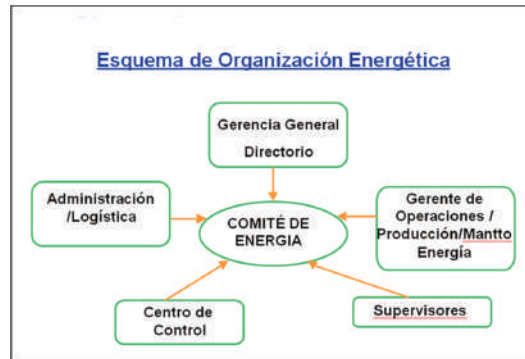 Esquema de Organización Energética
Gerencia General
Directorio
Administración
/Logística
COMITÉ DE
ENERGIA
Gerente de
Operaciones /
Producción/Mantto
Energía
Centro de
Control
Supervisores